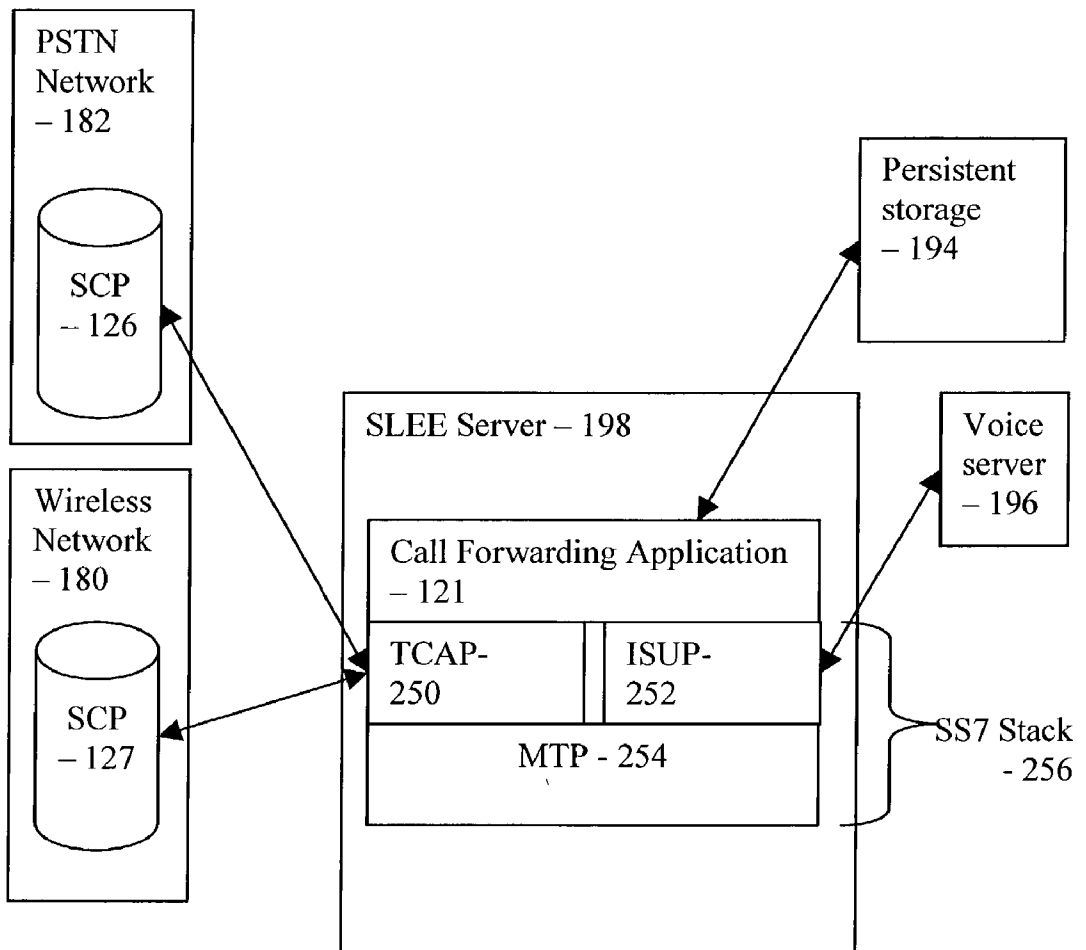 PSTN
Network
– 182
SCP
– 126
Wireless
Network
– 180
SCP
– 127
SLEE Server – 198
Call Forwarding Application
– 121
TCAP-
250
ISUP-
252
MTP - 254
Persistent
storage
– 194
Voice
server
– 196
SS7 Stack
- 256